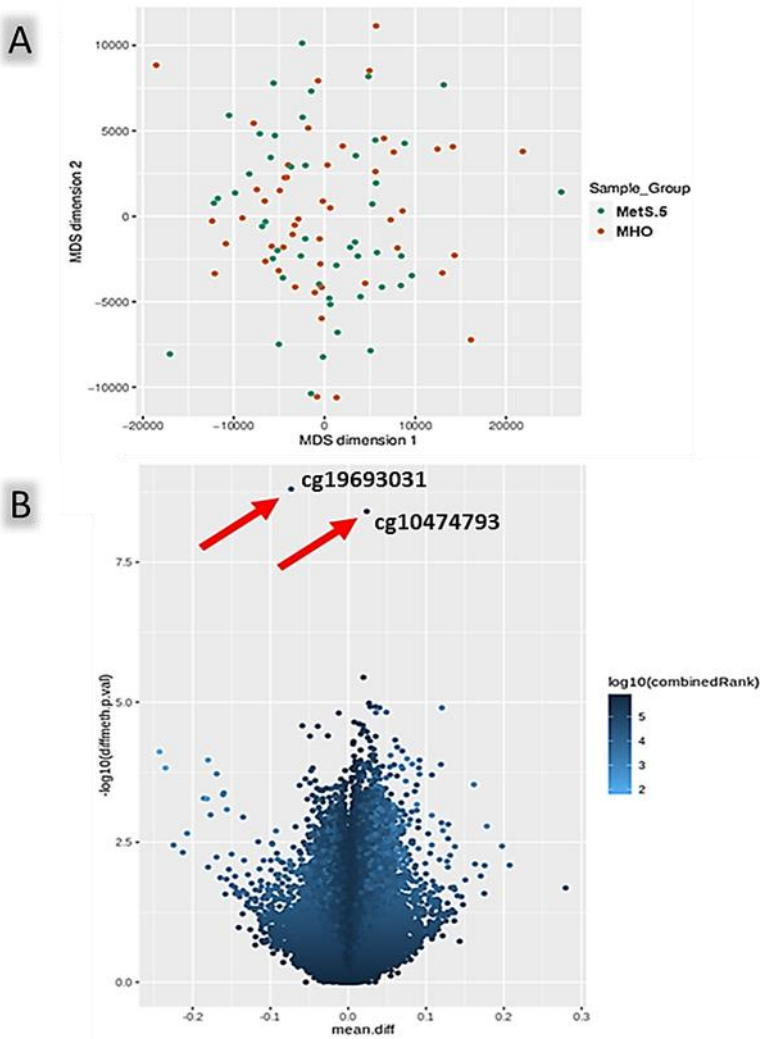 A
10000
5000
0
−5000
−10000
MDS dimension 2
−20000
−10000
0
10000
20000
MDS dimension 1
Sample_Group
MetS.5
MHO
B
cg19693031
cg10474793
7.5
5.0
2.5
0.0
-log10(diffmeth.p.val)
-0.2
-0.1
0.0
0.1
0.2
0.3
mean.diff
log10(combinedRank)
5
4
3
2